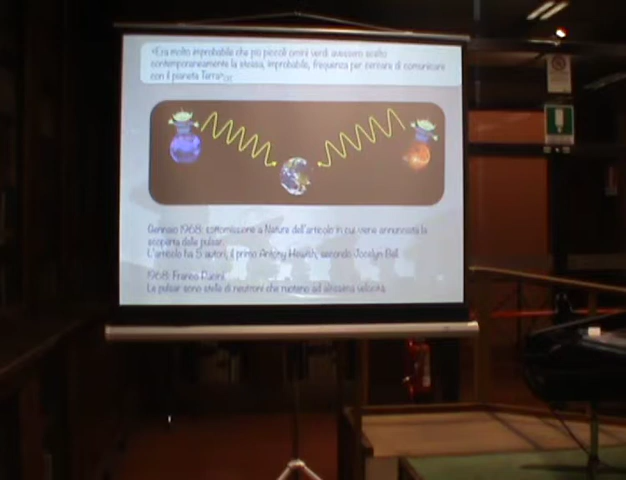 «Era molto improbabile che più piccoli omini verdi avessero scelto
contemporaneamente la stessa, improbabile, frequenza per cercare di comunicare
con il pianeta Terra»
Gennaio 1968: sottomissione a Nature dell'articolo in cui viene annunciata la
scoperta delle pulsar.
L'articolo ha 5 autori, il primo Antony Hewish, secondo Jocelyn Bell.
1968: Franco Pacini.
Le pulsar sono stelle di neutroni che ruotano ad altissima velocità.